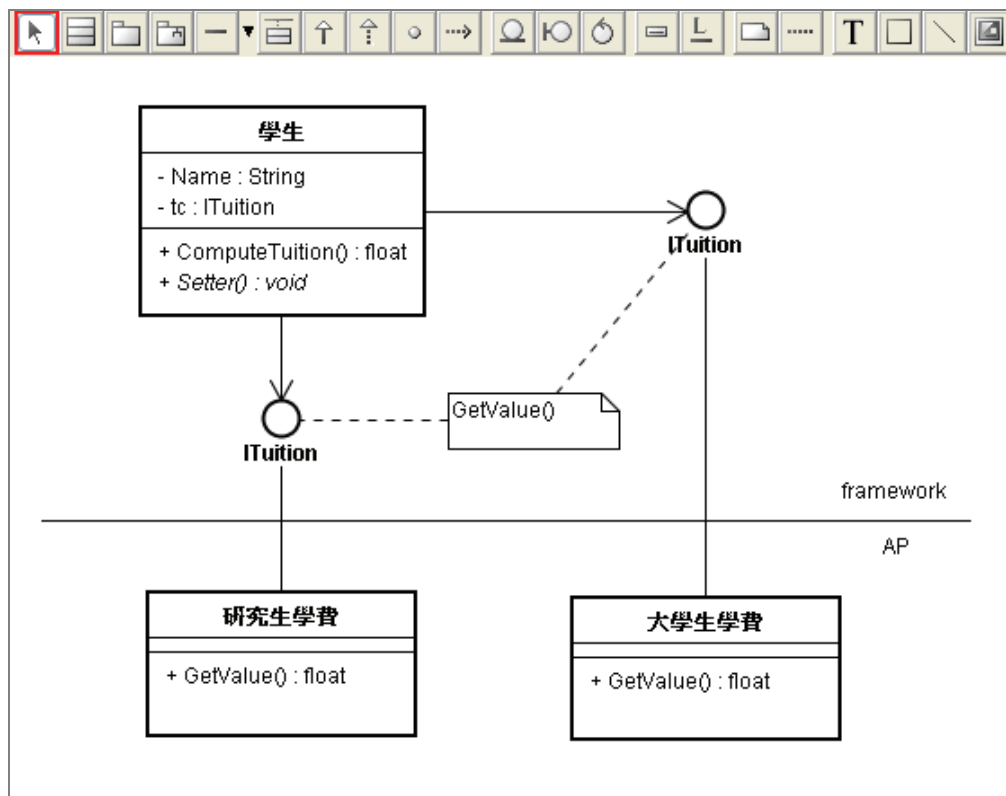 T
學生
- Name : String
- tc : ITuition
+ ComputeTuition() : float
+ Setter() : void
ITuition
GetValue()
ITuition
framework
AP
研究生學費
+ GetValue() : float
大學生學費
+ GetValue() : float